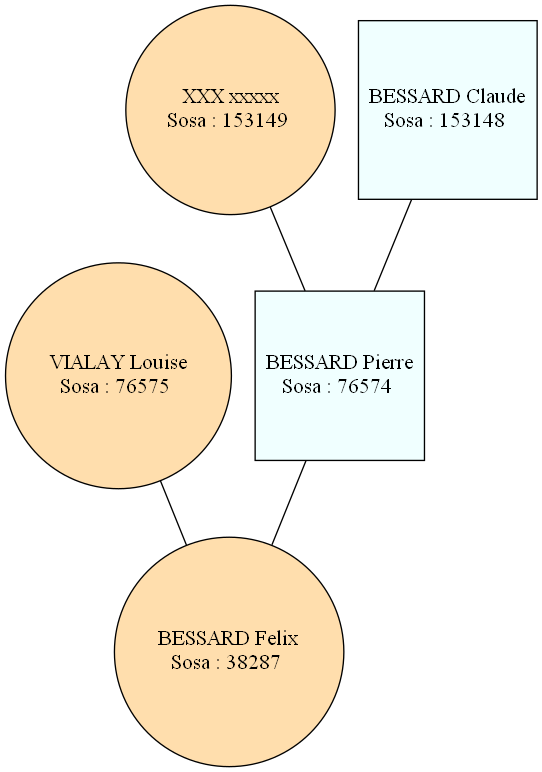 XXX xxxxx
Sosa : 153149
BESSARD Claude
Sosa : 153148
VIALAY Louise
Sosa : 76575
BESSARD Pierre
Sosa : 76574
BESSARD Felix
Sosa : 38287